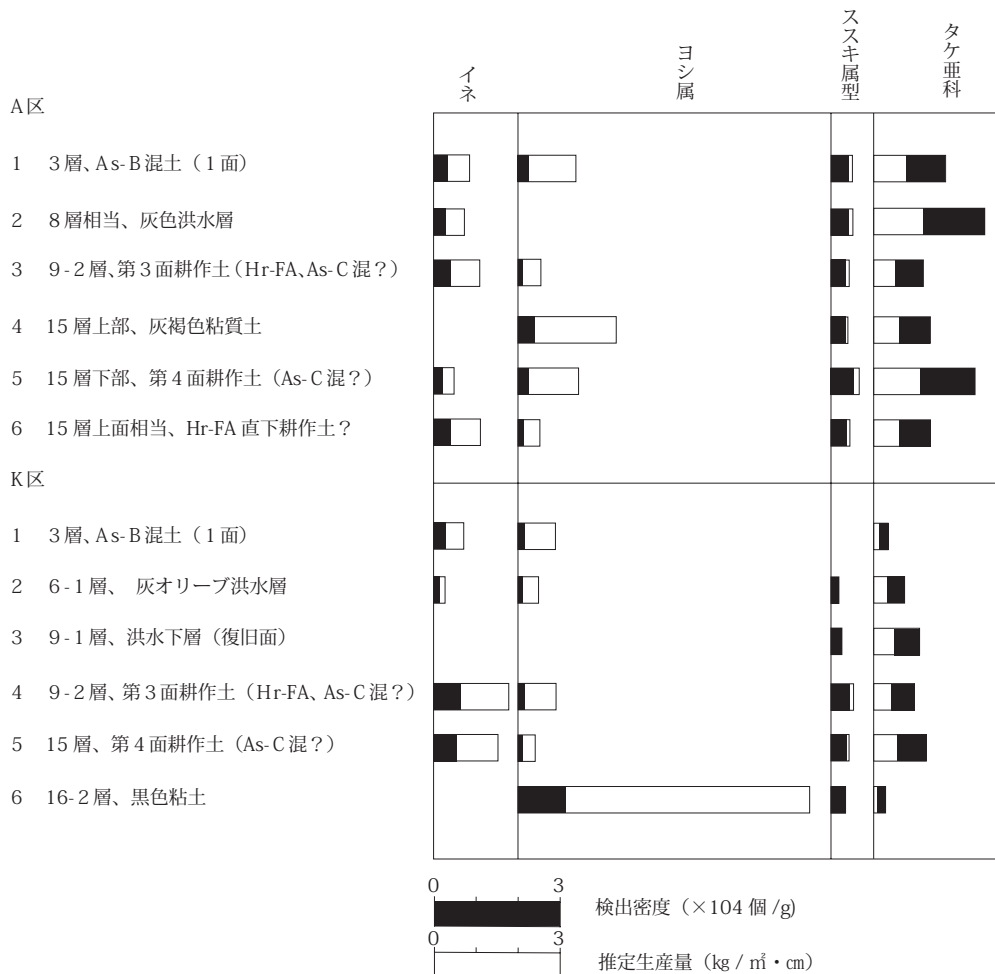 イネ
ヨシ属
ススキ属型
タケ亜科
A区
1 3層、As-B混土（1面）
2 8層相当、灰色洪水層
3 9-2層、第3面耕作土（Hr-FA、As-C混？）
4 15層上部、灰褐色粘質土
5 15層下部、第4面耕作土（As-C混？）
6 15層上面相当、Hr-FA直下耕作土？
K区
1 3層、As-B混土（1面）
2 6-1層、 灰オリーブ洪水層
3 9-1層、洪水下層（復旧面）
4 9-2層、第3面耕作土（Hr-FA、As-C混？）
5 15層、第4面耕作土（As-C混？）
6 16-2層、黒色粘土
0 3
検出密度（×104個/g)
0 3
推定生産量（kg/㎡・㎝）